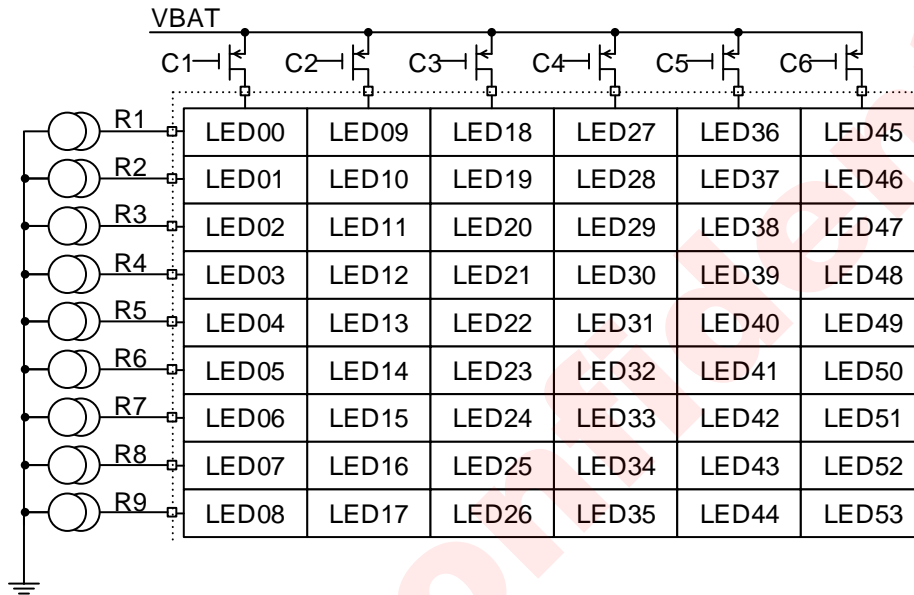 VBAT
C1 C2 C3 C4 C5 C6
R1 LED00 LED09 LED18 LED27 LED36 LED45
R2 LED01 LED10 LED19 LED28 LED37 LED46
R3 LED02 LED11 LED20 LED29 LED38 LED47
R4 LED03 LED12 LED21 LED30 LED39 LED48
R5 LED04 LED13 LED22 LED31 LED40 LED49
R6 LED05 LED14 LED23 LED32 LED41 LED50
R7 LED06 LED15 LED24 LED33 LED42 LED51
R8 LED07 LED16 LED25 LED34 LED43 LED52
R9 LED08 LED17 LED26 LED35 LED44 LED53